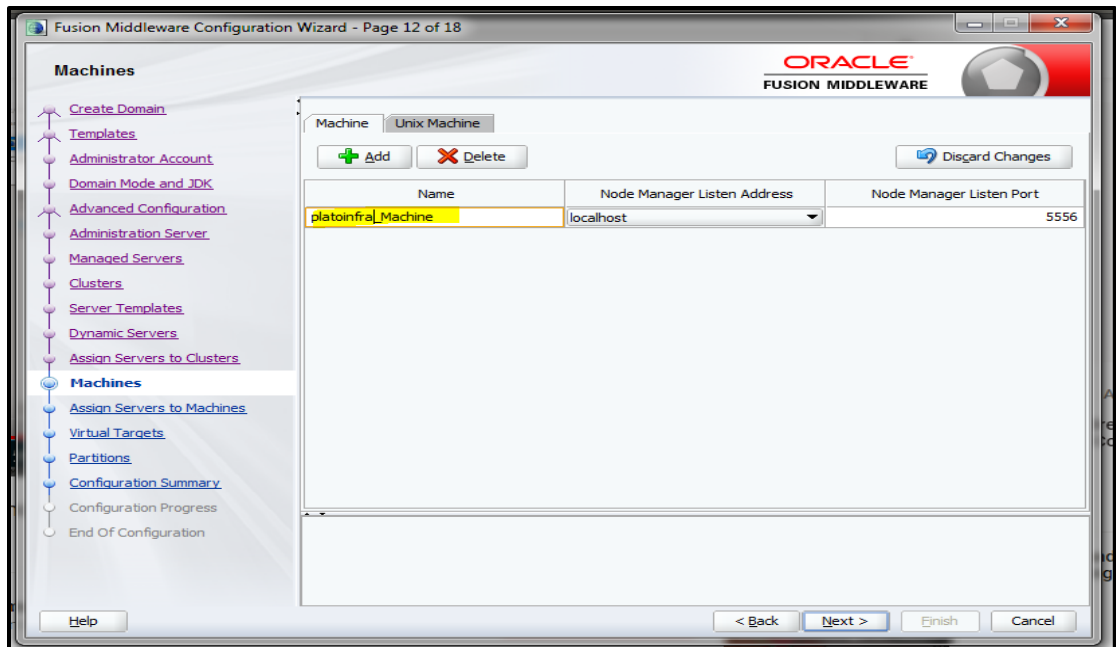 Fusion Middleware Configuration Wizard - Page 12 of 18
Machines
ORACLE
FUSION MIDDLEWARE
Create Domain
Templates
Administrator Account
Domain Mode and JDK
Advanced Configuration
Administration Server
Managed Servers
Clusters
Server Templates
Dynamic Servers
Assign Servers to Clusters
Machines
Assign Servers to Machines
Virtual Targets
Partitions
Configuration Summary
Configuration Progress
End Of Configuration
Machine Unix Machine
Add Delete Discard Changes
Name Node Manager Listen Address Node Manager Listen Port
platoinfra_Machine localhost 5556
Help < Back Next > Finish Cancel